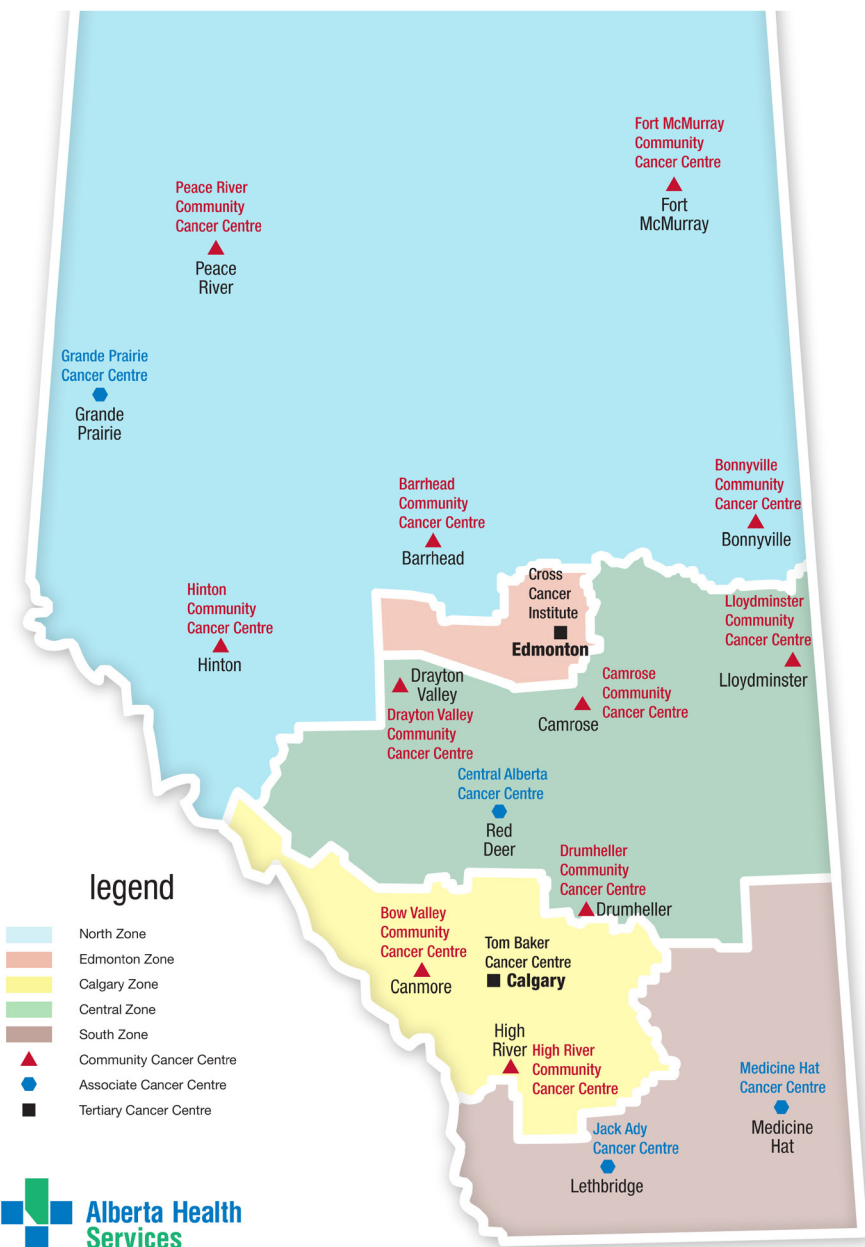 Fort McMurray
Community
Cancer Centre
Fort
McMurray
Peace River
Community
Cancer Centre
Peace
River
Grande Prairie
Cancer Centre
Grande
Prairie
Barrhead
Community
Cancer Centre
Barrhead
Bonnyville
Community
Cancer Centre
Bonnyville
Hinton
Community
Cancer Centre
Hinton
Cross
Cancer
Institute
Edmonton
Lloydminster
Community
Cancer Centre
Lloydminster
Drayton
Valley
Drayton Valley
Community
Cancer Centre
Camrose
Community
Cancer Centre
Camrose
Central Alberta
Cancer Centre
Red
Deer
Drumheller
Community
Cancer Centre
Drumheller
Bow Valley
Community
Cancer Centre
Canmore
Tom Baker
Cancer Centre
Calgary
High
River
High River
Community
Cancer Centre
Medicine Hat
Cancer Centre
Medicine
Hat
Jack Ady
Cancer Centre
Lethbridge
legend
North Zone
Edmonton Zone
Calgary Zone
Central Zone
South Zone
Community Cancer Centre
Associate Cancer Centre
Tertiary Cancer Centre
Alberta Health
Services